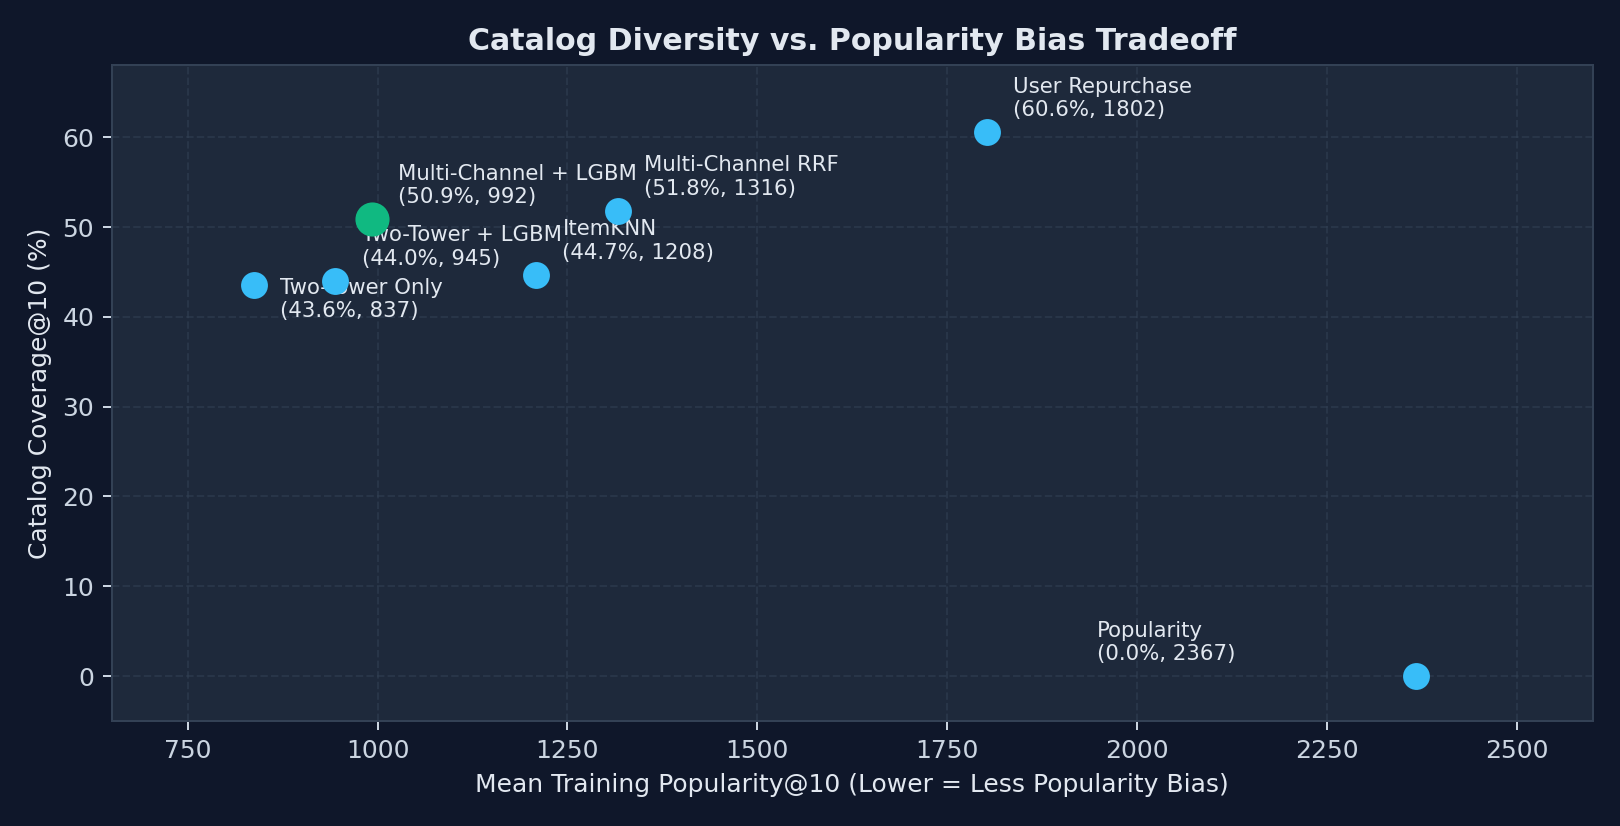 Catalog Diversity vs. Popularity Bias Tradeoff
User Repurchase
(60.6%, 1802)
Multi-Channel + LGBM
(50.9%, 992)
Multi-Channel RRF
(51.8%, 1316)
Two-Tower + LGBM
(44.0%, 945)
ItemKNN
(44.7%, 1208)
Two-Tower Only
(43.6%, 837)
Popularity
(0.0%, 2367)
Catalog Coverage@10 (%)
60
50
40
30
20
10
0
750
1000
1250
1500
1750
2000
2250
2500
Mean Training Popularity@10 (Lower = Less Popularity Bias)